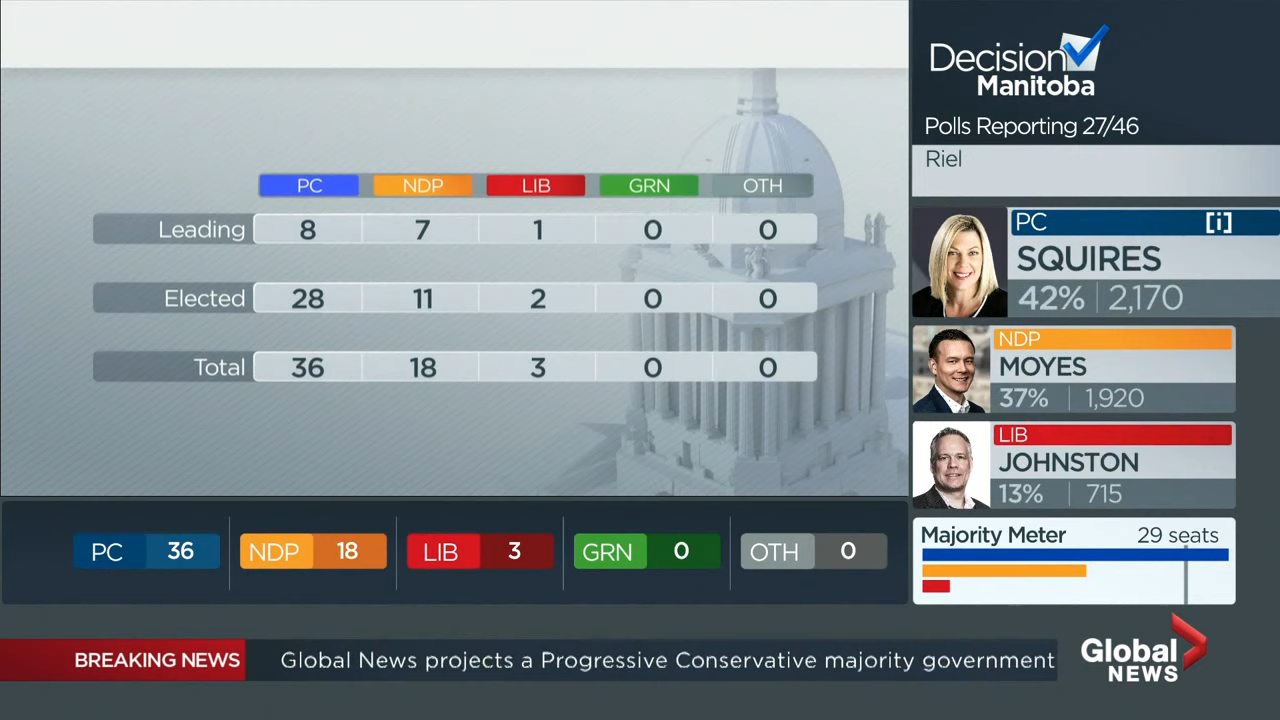 Decision
Manitoba
Polls Reporting 27/46
Riel
PC NDP LIB GRN OTH
Leading 8 7 1 0 0
Elected 28 11 2 0 0
Total 36 18 3 0 0
PC [i]
SQUIRES
42% 2,170
NDP
MOYES
37% 1,920
LIB
JOHNSTON
13% 715
Majority Meter 29 seats
PC 36 NDP 18 LIB 3 GRN 0 OTH 0
BREAKING NEWS Global News projects a Progressive Conservative majority government
Global
NEWS